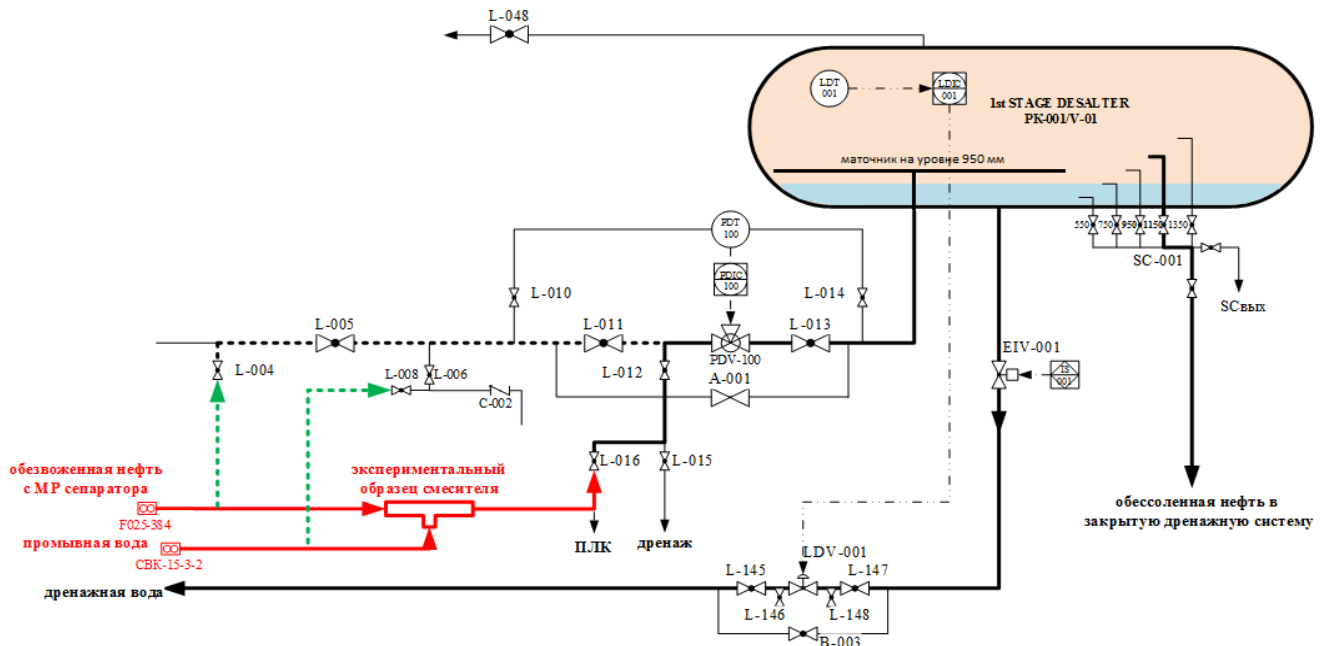 L-048
LDT
001
LDIC
001
1st STAGE DESALTER
PK-001/V-01
маточник на уровне 950 мм
550 750 950 1150 1350
SC-001
SCвых
PDT
100
PDIC
100
L-010
L-014
L-005
L-011
L-013
PDV-100
L-004
L-008
L-006
L-012
A-001
C-002
EIV-001
IS
001
обезвоженная нефть
с МР сепаратора
экспериментальный
образец смесителя
L-016
L-015
F025-384
промывная вода
СВК-15-3-2
ПЛК
дренаж
обессоленная нефть в
закрытую дренажную систему
LDV-001
L-145
L-147
дренажная вода
L-146
L-148
B-003